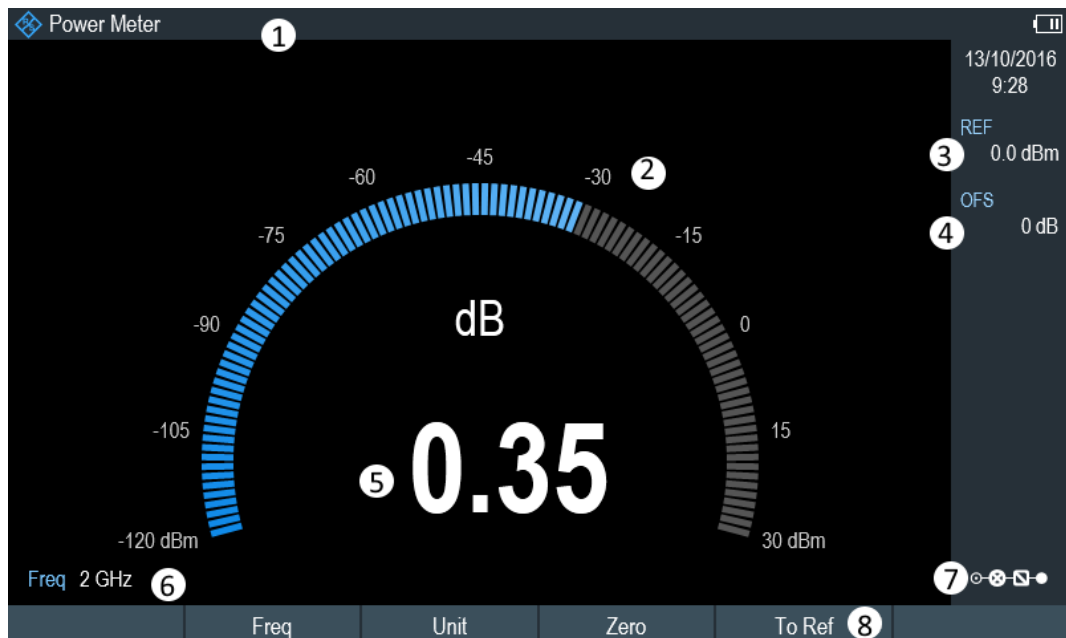 Power Meter
1
13/10/2016
9:28
REF
3 0.0 dBm
OFS
4 0 dB
-45
-60 -30 2
-75 -15
-90 0
dB
-105 15
5 0.35
-120 dBm 30 dBm
Freq 2 GHz 6
7
Freq Unit Zero To Ref 8